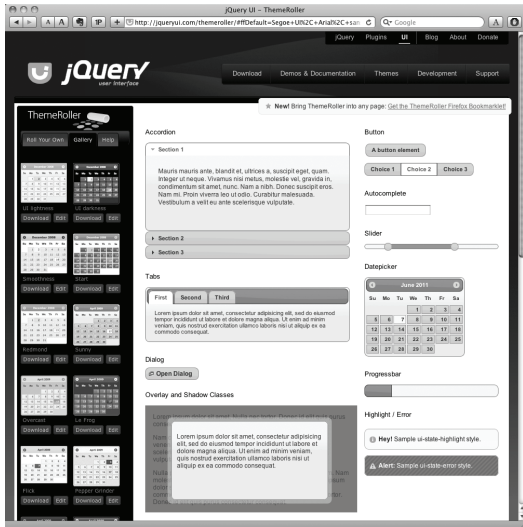 jQuery UI - ThemeRoller
A A 1P + http://jqueryui.com/themeroller/#ffDefault=Segoe+UI%2C+Arial%2C+san Google A
jQuery Plugins UI Blog About Donate
jQuery
user interface
Download Demos & Documentation Themes Development Support
New! Bring ThemeRoller into any page: Get the ThemeRoller Firefox Bookmarklet!
ThemeRoller
Roll Your Own Gallery Help
UI lightness UI darkness
Download Edit Download Edit
Smoothness Start
Download Edit Download Edit
Redmond Sunny
Download Edit Download Edit
Overcast Le Frog
Download Edit Download Edit
Flick Pepper Grinder
Download Edit Download Edit
Accordion
Section 1
Mauris mauris ante, blandit et, ultrices a, suscipit eget, quam.
Integer ut neque. Vivamus nisi metus, molestie vel, gravida in,
condimentum sit amet, nunc. Nam a nibh. Donec suscipit eros.
Nam mi. Proin viverra leo ut odio. Curabitur malesuada.
Vestibulum a velit eu ante scelerisque vulputate.
Section 2
Section 3
Tabs
First Second Third
Lorem ipsum dolor sit amet, consectetur adipisicing elit, sed do eiusmod
tempor incididunt ut labore et dolore magna aliqua. Ut enim ad minim
veniam, quis nostrud exercitation ullamco laboris nisi ut aliquip ex ea
commodo consequat.
Dialog
Open Dialog
Overlay and Shadow Classes
Lorem ipsum dolor sit amet, consectetur adipisicing
elit, sed do eiusmod tempor incididunt ut labore et
dolore magna aliqua. Ut enim ad minim veniam,
quis nostrud exercitation ullamco laboris nisi ut
aliquip ex ea commodo consequat.
Button
A button element
Choice 1 Choice 2 Choice 3
Autocomplete
Slider
Datepicker
June 2011
Su Mo Tu We Th Fr Sa
1 2 3 4
5 6 7 8 9 10 11
12 13 14 15 16 17 18
19 20 21 22 23 24 25
26 27 28 29 30
Progressbar
Highlight / Error
Hey! Sample ui-state-highlight style.
Alert: Sample ui-state-error style.